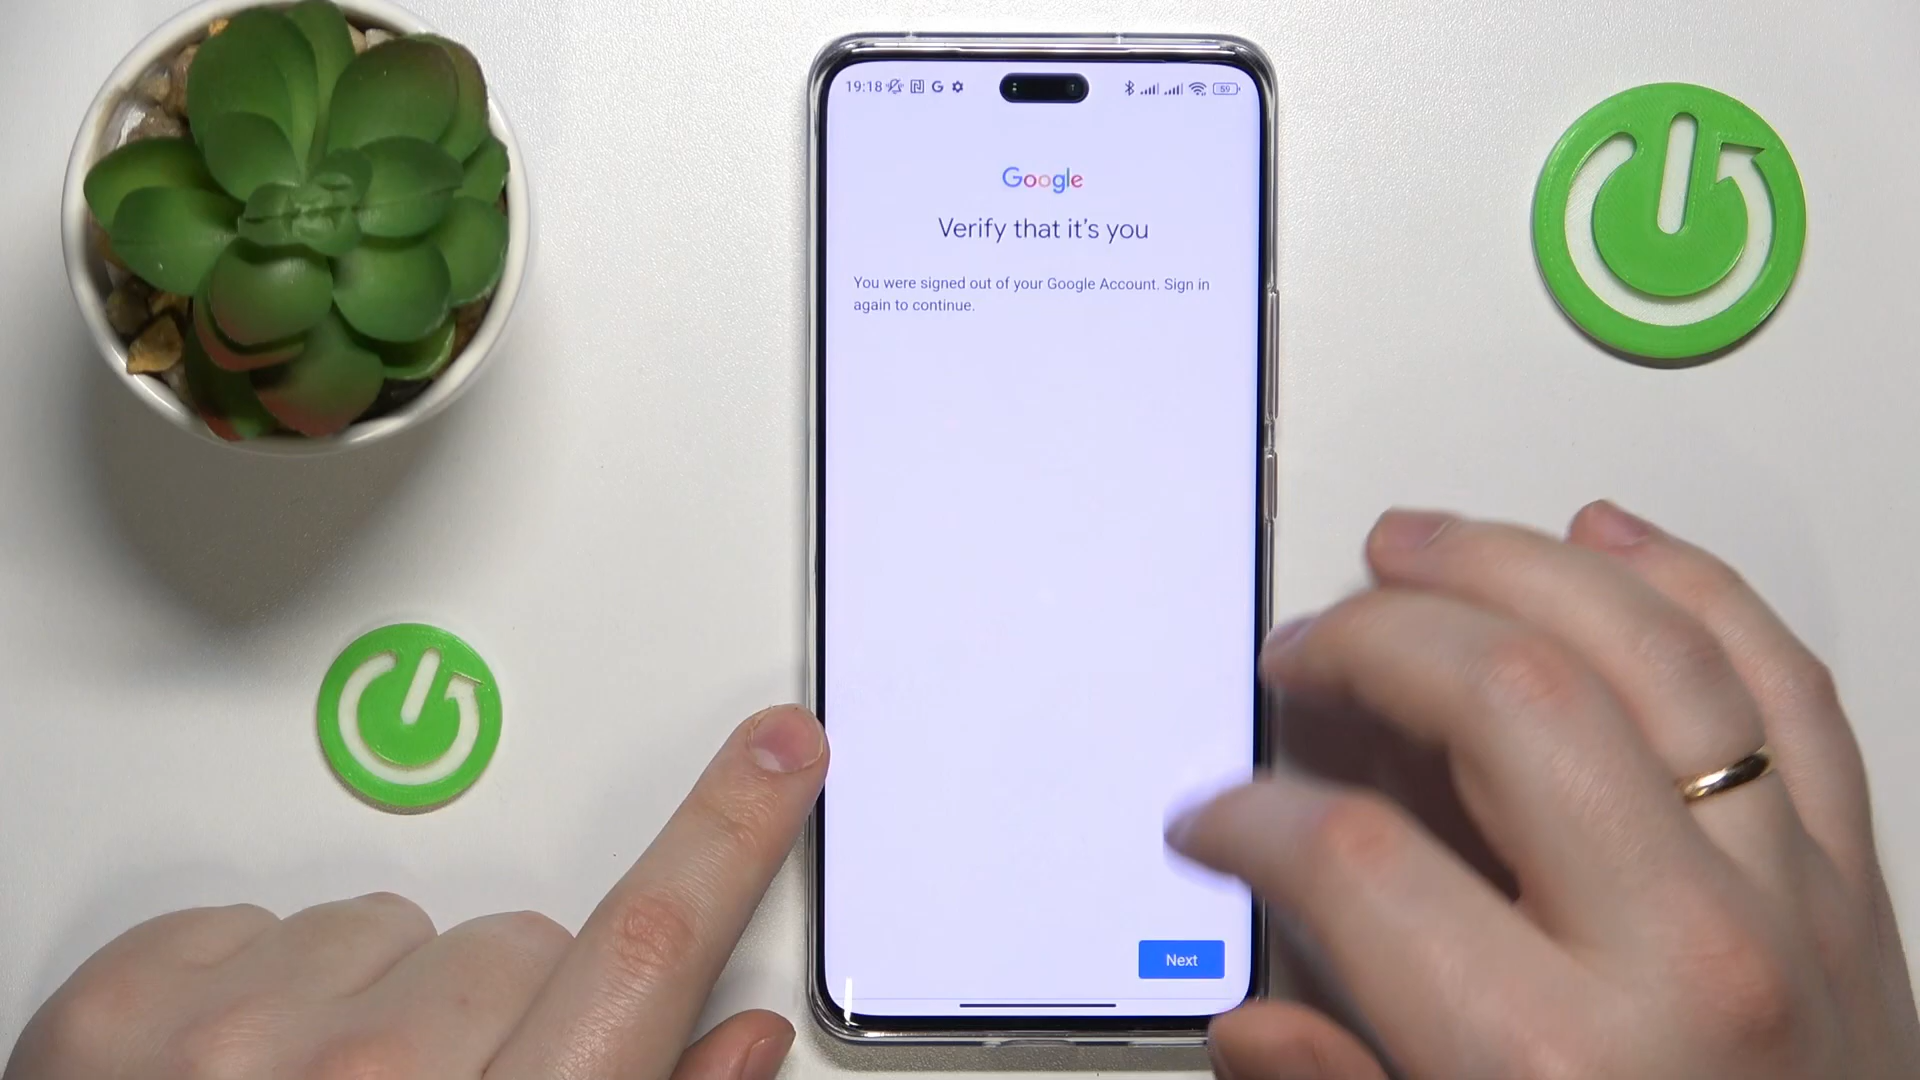 19:18
59
Google
Verify that it's you
You were signed out of your Google Account. Sign in
again to continue.
Next